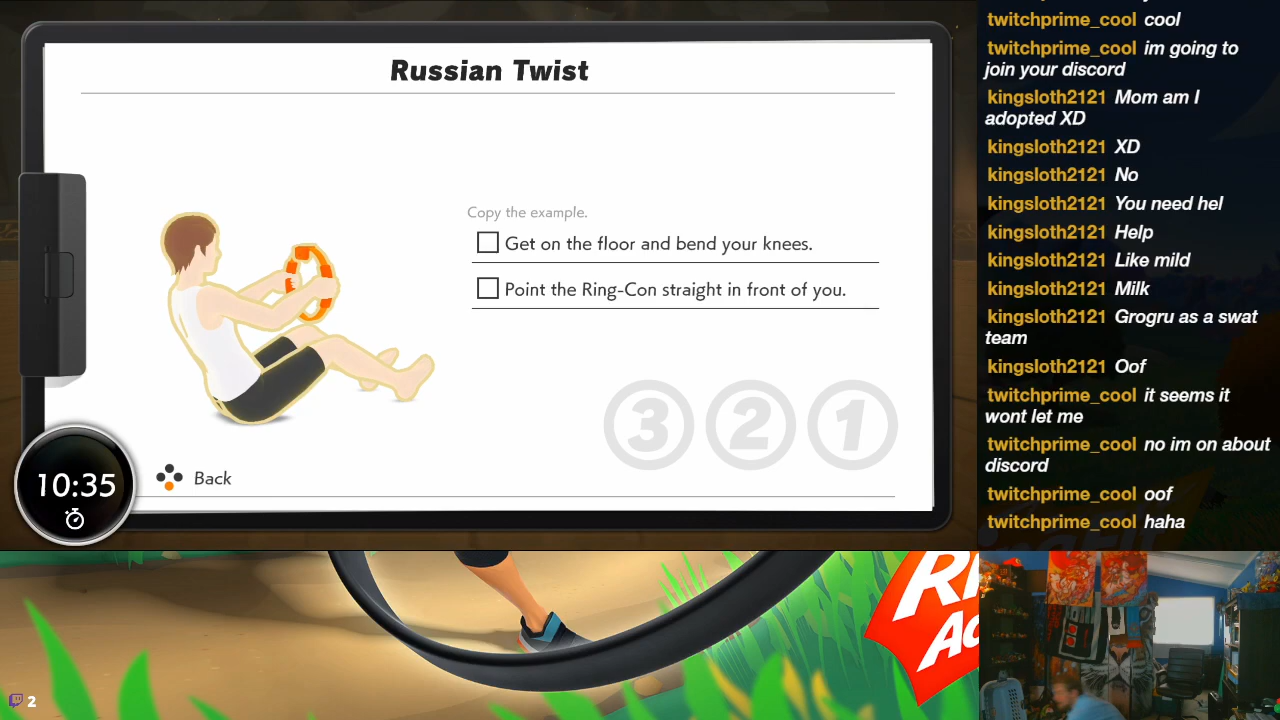 Russian Twist
Copy the example.
Get on the floor and bend your knees.
Point the Ring-Con straight in front of you.
3 2 1
10:35
Back
2
twitchprime_cool cool
twitchprime_cool im going to
join your discord
kingsloth2121 Mom am I
adopted XD
kingsloth2121 XD
kingsloth2121 No
kingsloth2121 You need hel
kingsloth2121 Help
kingsloth2121 Like mild
kingsloth2121 Milk
kingsloth2121 Grogru as a swat
team
kingsloth2121 Oof
twitchprime_cool it seems it
wont let me
twitchprime_cool no im on about
discord
twitchprime_cool oof
twitchprime_cool haha